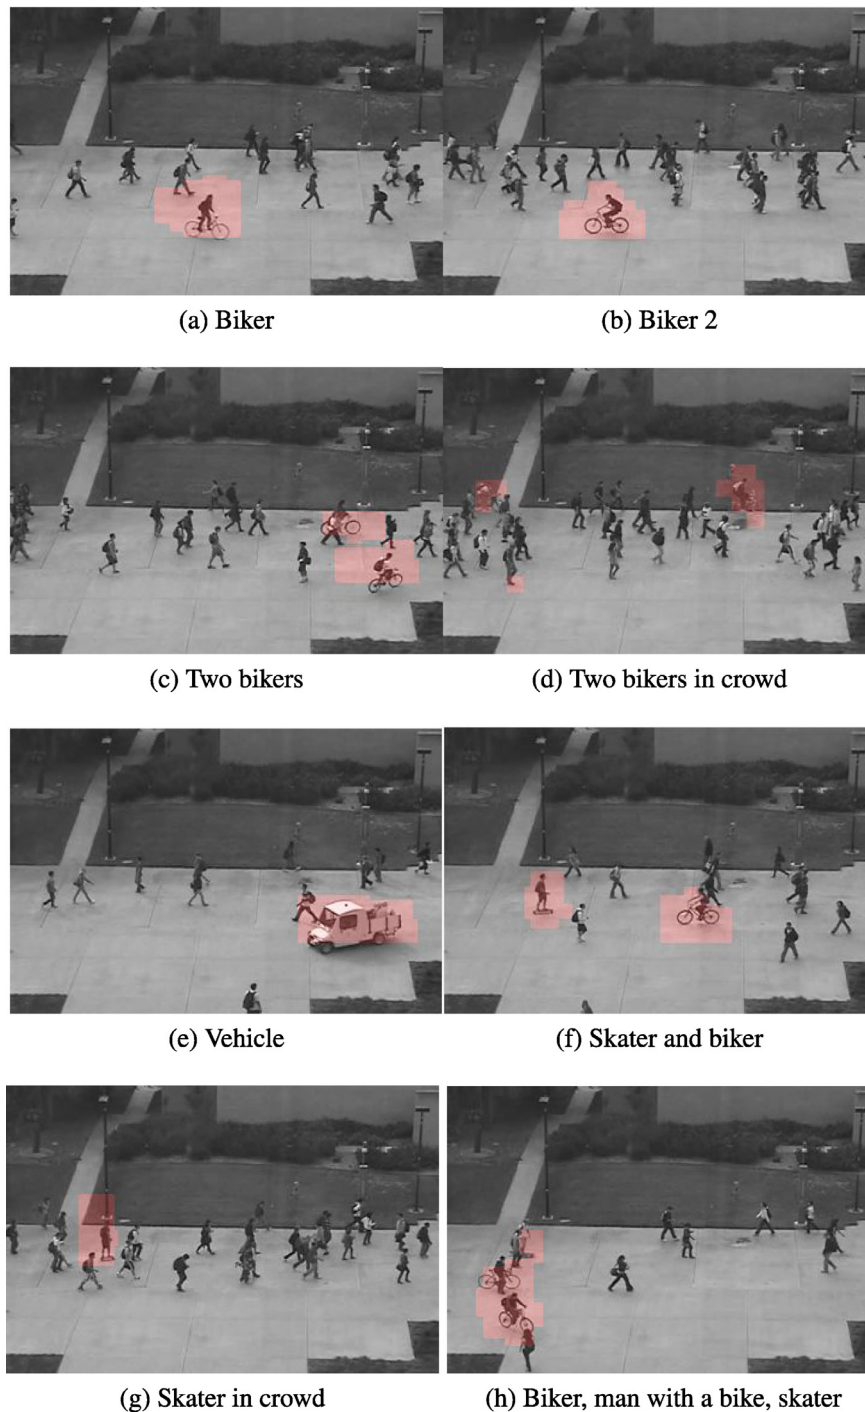 (a) Biker
(b) Biker 2
(c) Two bikers
(d) Two bikers in crowd
(e) Vehicle
(f) Skater and biker
(g) Skater in crowd
(h) Biker, man with a bike, skater